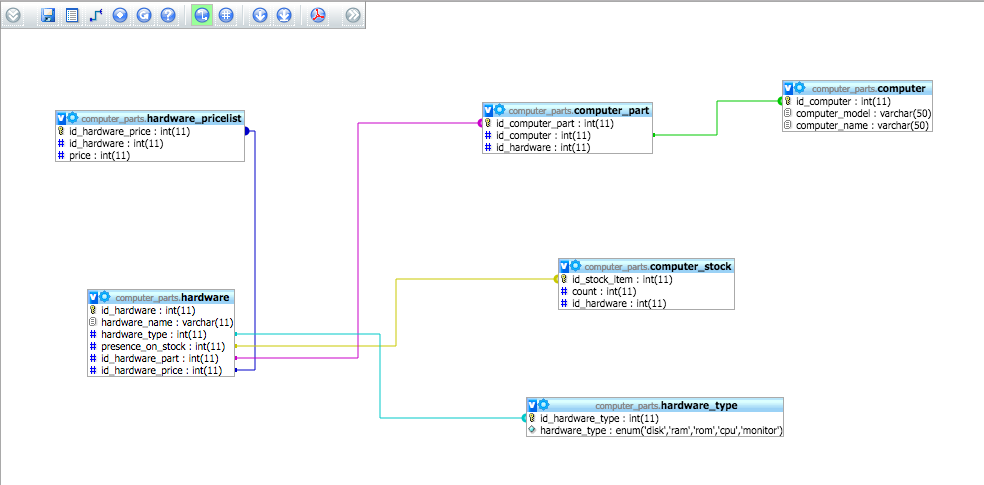 computer_parts.computer
id_computer : int(11)
computer_model : varchar(50)
computer_name : varchar(50)
computer_parts.computer_part
id_computer_part : int(11)
id_computer : int(11)
id_hardware : int(11)
computer_parts.hardware_pricelist
id_hardware_price : int(11)
id_hardware : int(11)
price : int(11)
computer_parts.computer_stock
id_stock_item : int(11)
count : int(11)
id_hardware : int(11)
computer_parts.hardware
id_hardware : int(11)
hardware_name : varchar(11)
hardware_type : int(11)
presence_on_stock : int(11)
id_hardware_part : int(11)
id_hardware_price : int(11)
computer_parts.hardware_type
id_hardware_type : int(11)
hardware_type : enum('disk','ram','rom','cpu','monitor')